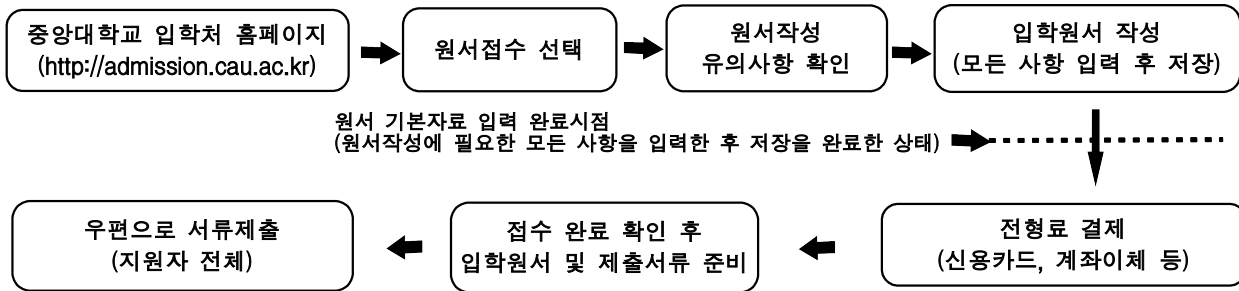 중앙대학교 입학처 홈페이지
(http://admission.cau.ac.kr)
원서접수 선택
원서작성
유의사항 확인
입학원서 작성
(모든 사항 입력 후 저장)
원서 기본자료 입력 완료시점
(원서작성에 필요한 모든 사항을 입력한 후 저장을 완료한 상태)
전형료 결제
(신용카드, 계좌이체 등)
접수 완료 확인 후
입학원서 및 제출서류 준비
우편으로 서류제출
(지원자 전체)